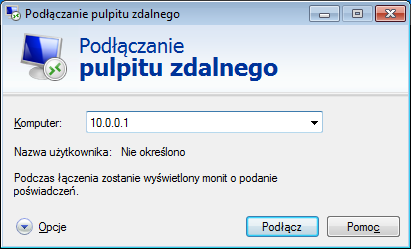 Podłączanie pulpitu zdalnego
Podłączanie
pulpitu zdalnego
Komputer: 10.0.0.1
Nazwa użytkownika: Nie określono
Podczas łączenia zostanie wyświetlony monit o podanie
poświadczeń.
Opcje Podłącz Pomoc